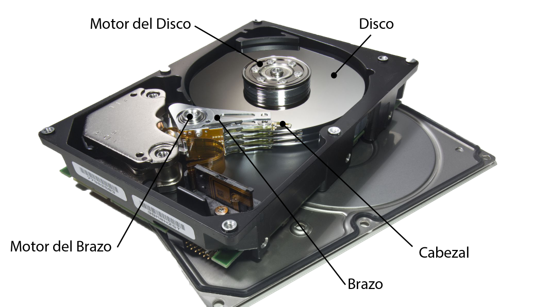 Motor del Disco
Disco
Motor del Brazo
Cabezal
Brazo